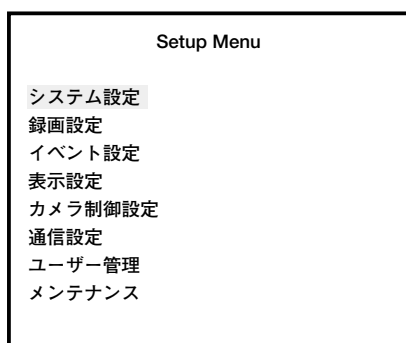 Setup Menu
システム設定
録画設定
イベント設定
表示設定
カメラ制御設定
通信設定
ユーザー管理
メンテナンス